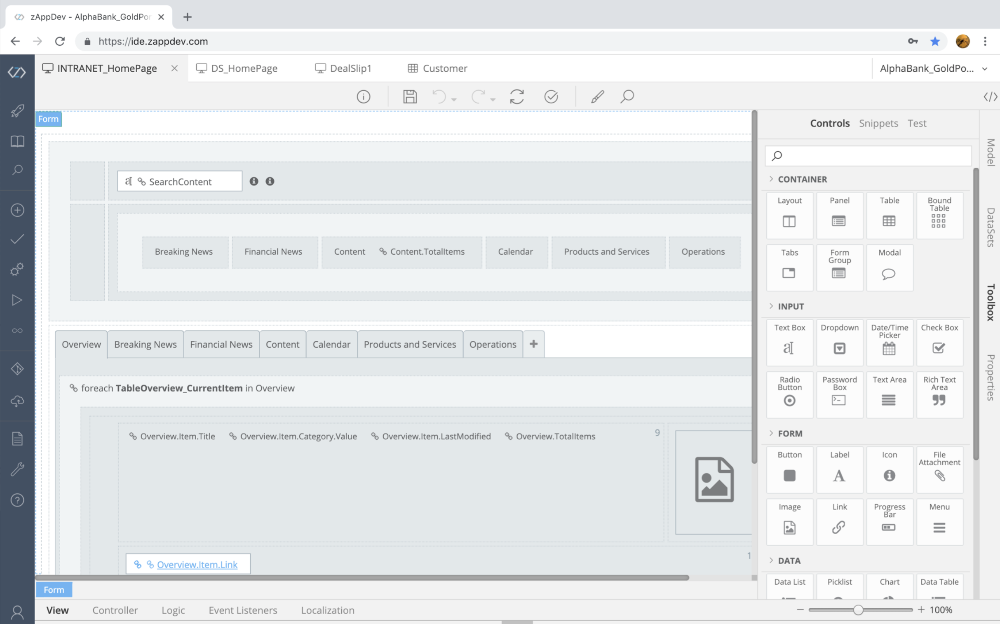 zAppDev - AlphaBank_GoldPor
https://ide.zappdev.com
INTRANET_HomePage
DS_HomePage
DealSlip1
Customer
AlphaBank_GoldPo...
Form
SearchContent
Breaking News
Financial News
Content
Content.TotalItems
Calendar
Products and Services
Operations
Overview
Breaking News
Financial News
Content
Calendar
Products and Services
Operations
foreach TableOverview_CurrentItem in Overview
Overview.Item.Title
Overview.Item.Category.Value
Overview.Item.LastModified
Overview.TotalItems
9
1
Overview.Item.Link
Form
View
Controller
Logic
Event Listeners
Localization
Controls
Snippets
Test
CONTAINER
Layout
Panel
Table
Bound
Table
Tabs
Form
Group
Modal
INPUT
Text Box
Dropdown
Date/Time
Picker
Check Box
Radio
Button
Password
Box
Text Area
Rich Text
Area
FORM
Button
Label
Icon
File
Attachment
Image
Link
Progress
Bar
Menu
DATA
Data List
Picklist
Chart
Data Table
100%
Model
DataSets
Toolbox
Properties